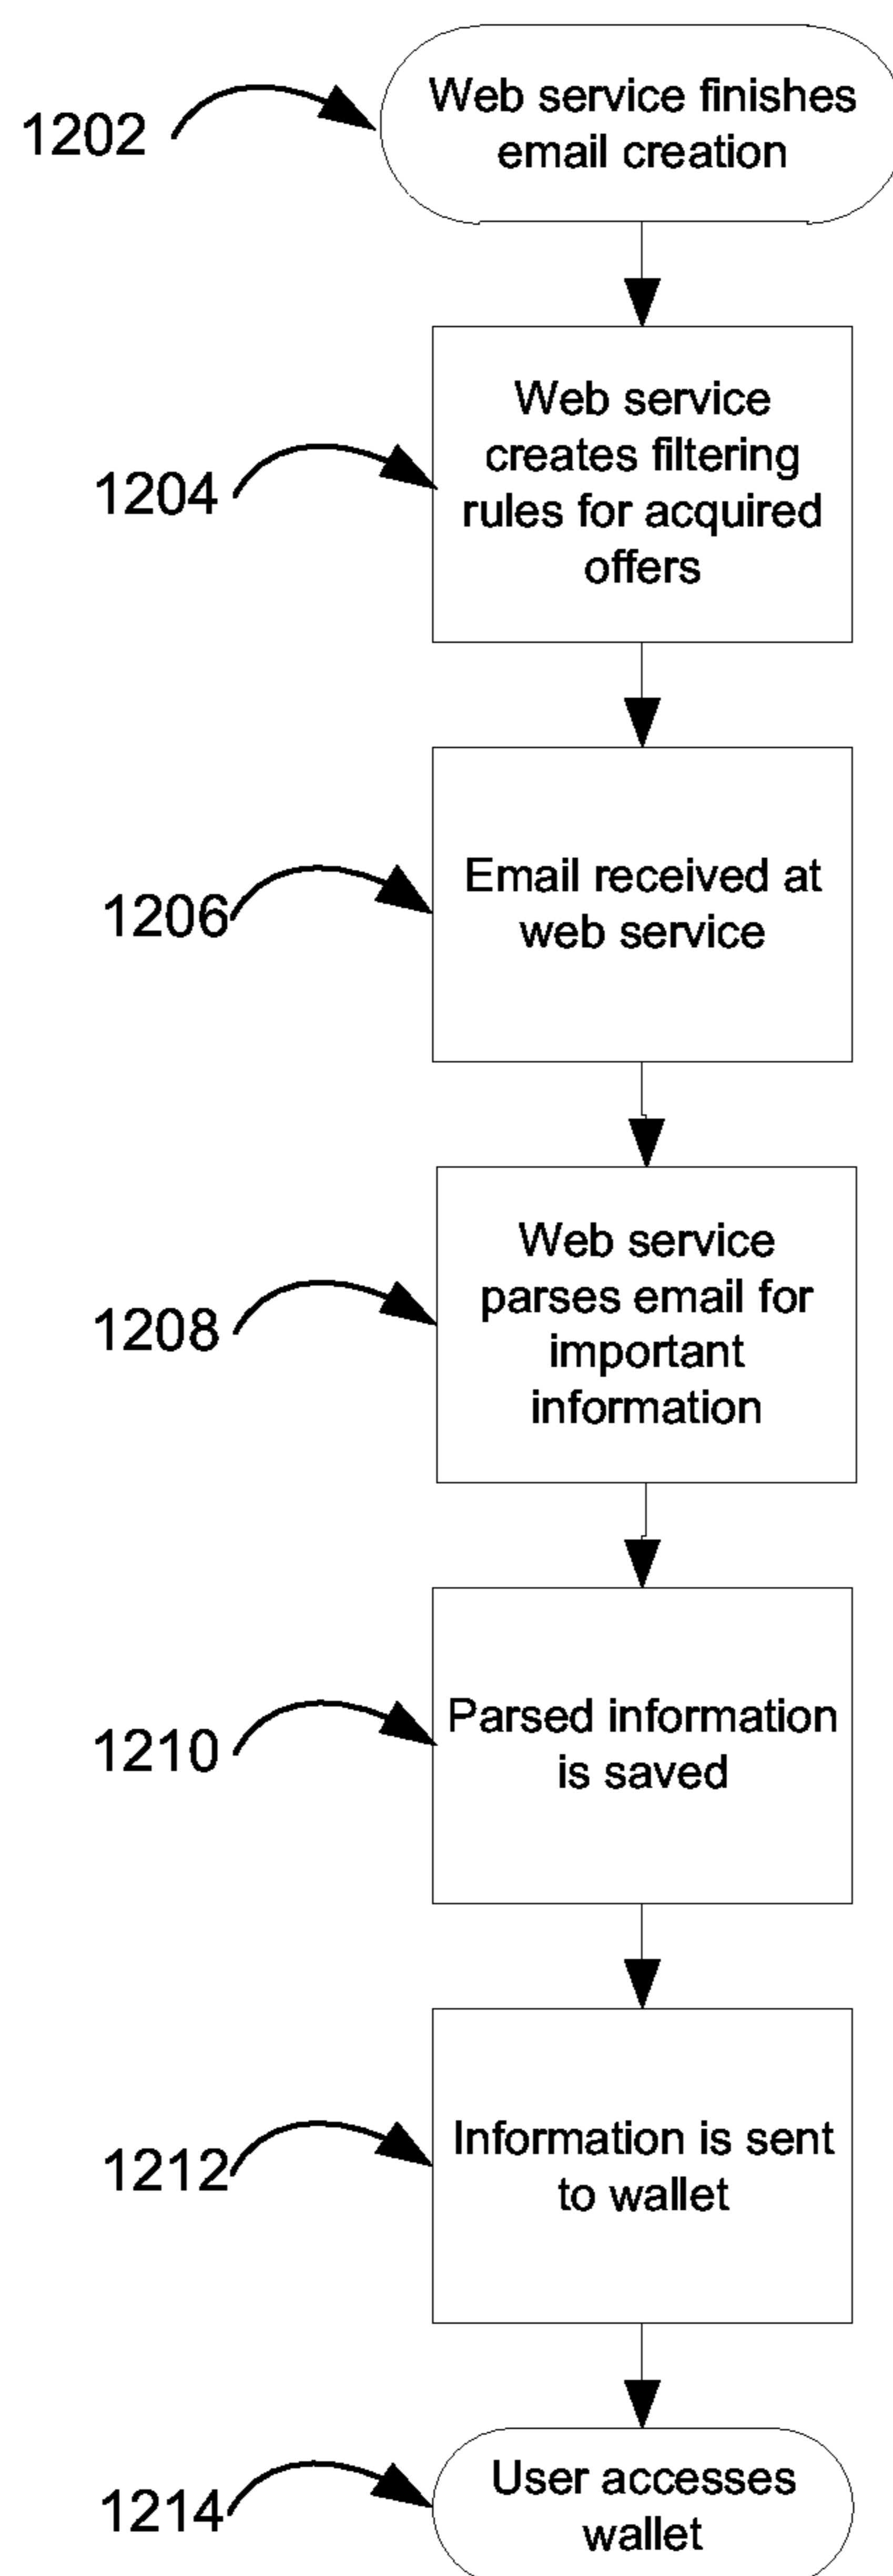 1202
Web service finishes
email creation
1204
Web service
creates filtering
rules for acquired
offers
1206
Email received at
web service
1208
Web service
parses email for
important
information
1210
Parsed information
is saved
1212
Information is sent
to wallet
1214
User accesses
wallet